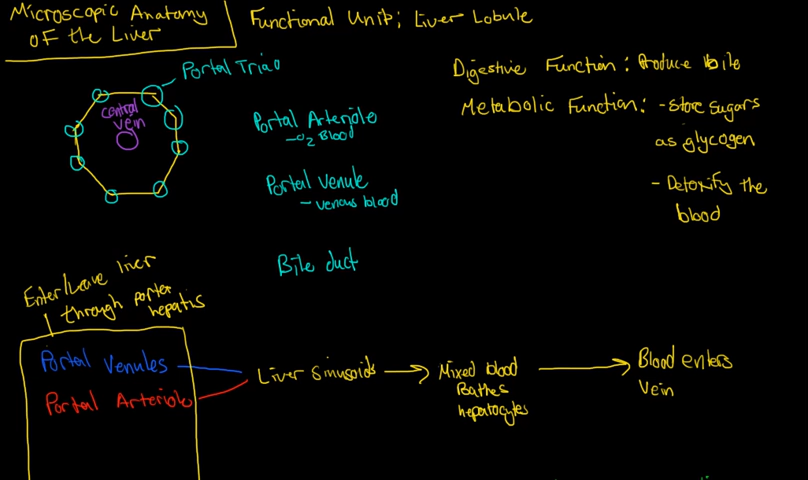 Microscopic Anatomy
of the Liver
Functional Unit; Liver Lobule
Portal Triad
central
vein
Portal Arteriole
- O2 Blood
Portal Venule
- Venous blood
Bile duct
Digestive Function: Produce bile
Metabolic Function: - Store sugars
as glycogen
- Detoxify the
blood
Enter/Leave liver
through porter
hepatis
Portal Venules
Portal Arteriole
Liver Sinusoids
Mixed blood
Bathes
hepatocytes
Blood enters
Vein